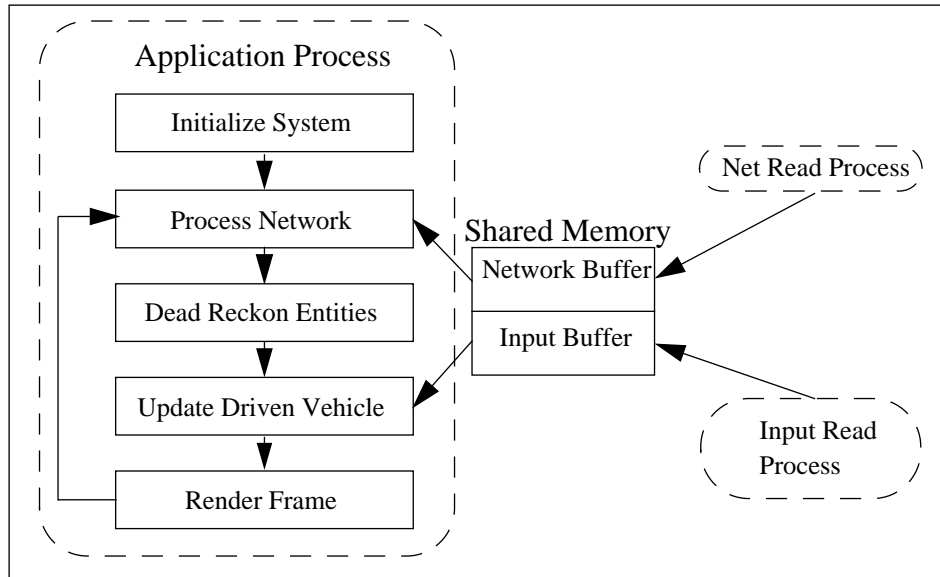 Application Process
Initialize System
Process Network
Dead Reckon Entities
Update Driven Vehicle
Render Frame
Shared Memory
Network Buffer
Input Buffer
Net Read Process
Input Read
Process